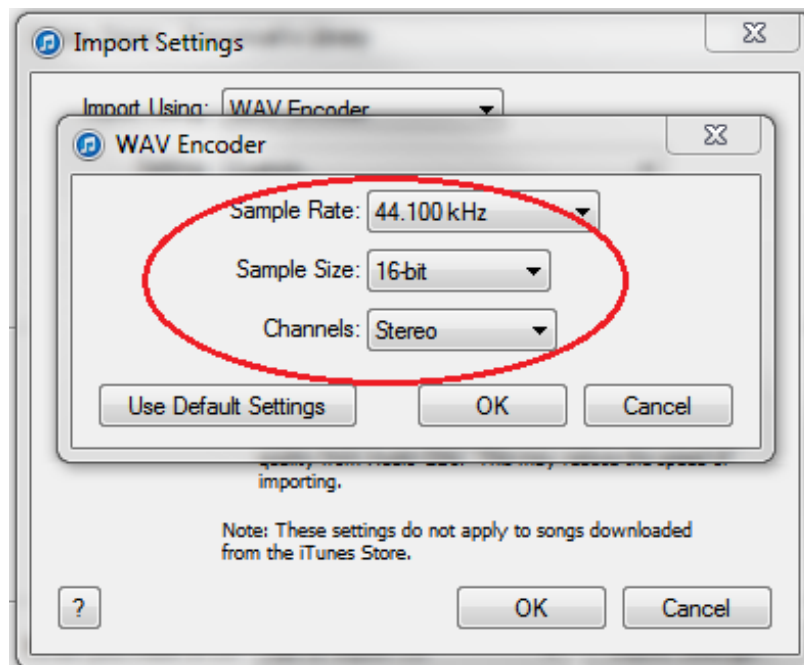 Import Settings
Import Using: WAV Encoder
WAV Encoder
Sample Rate: 44.100 kHz
Sample Size: 16-bit
Channels: Stereo
Use Default Settings OK Cancel
importing.
Note: These settings do not apply to songs downloaded
from the iTunes Store.
? OK Cancel